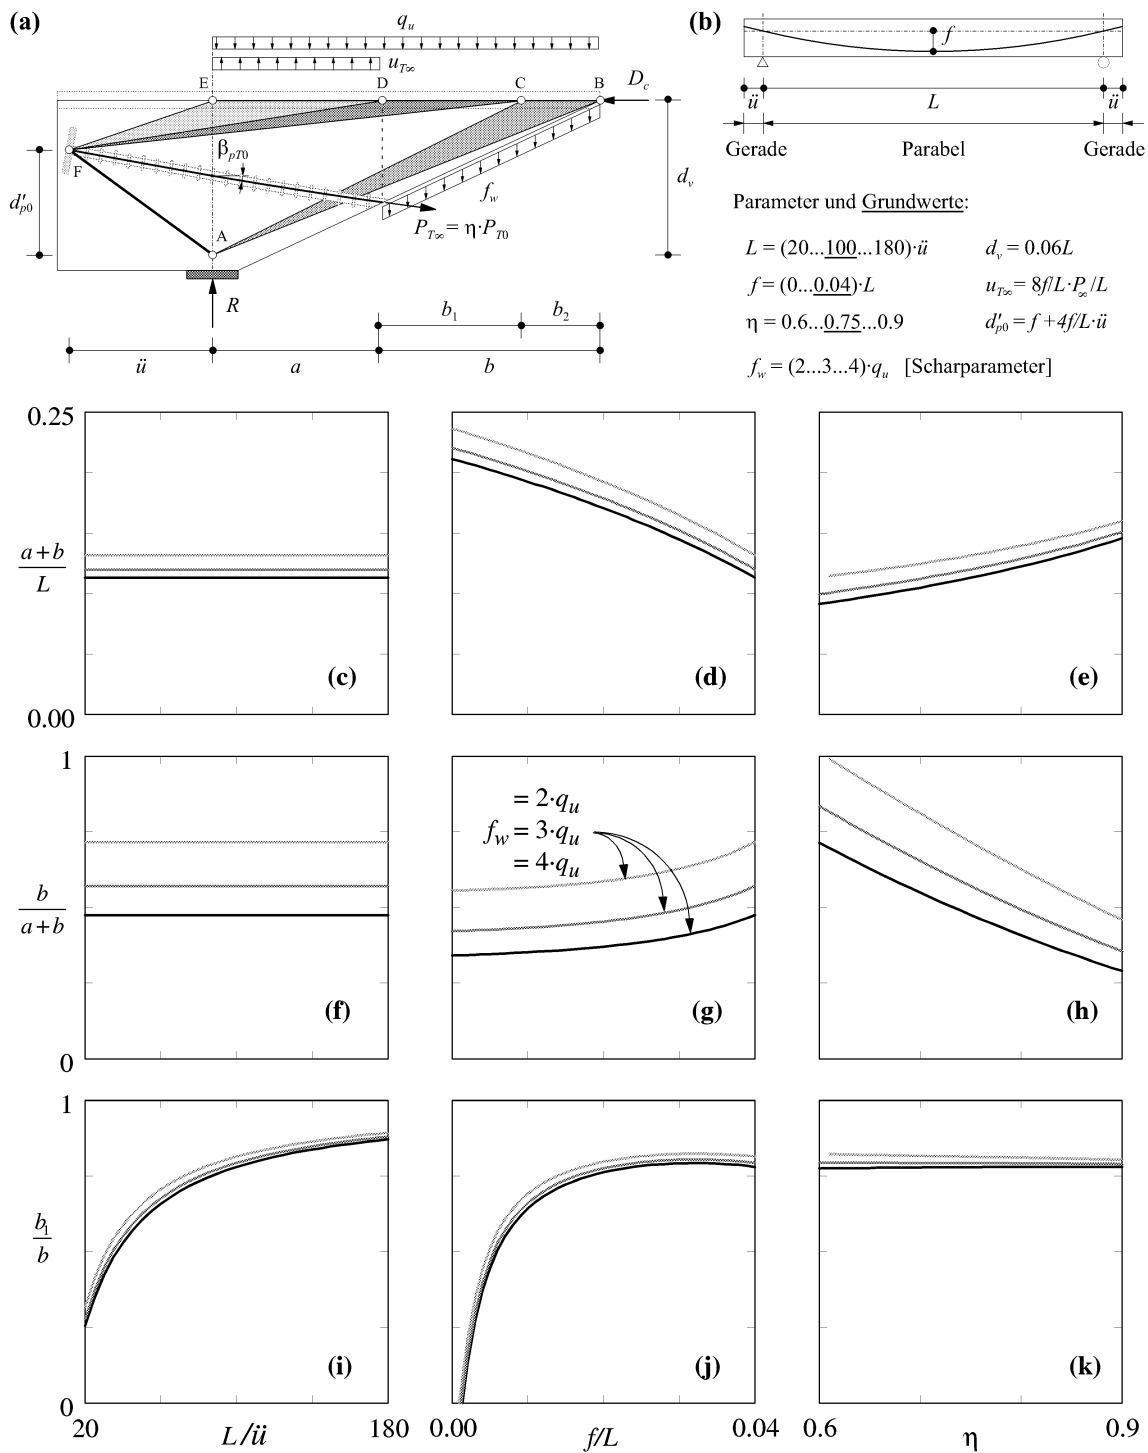 (a)
q_u
u_T∞
E
D
C
B
D_c
F
β_pT0
d'_p0
f_w
d_v
P_T∞ = η·P_T0
A
R
b_1
b_2
ü
a
b
(b)
f
ü
L
ü
Gerade
Parabel
Gerade
Parameter und Grundwerte:
L = (20...100...180)·ü
d_v = 0.06L
f = (0...0.04)·L
u_T∞ = 8f/L·P_∞/L
η = 0.6...0.75...0.9
d'_p0 = f + 4f/L·ü
f_w = (2...3...4)·q_u [Scharparameter]
0.25
a+b
L
0.00
(c)
(d)
(e)
1
b
a+b
0
(f)
= 2·q_u
f_w = 3·q_u
= 4·q_u
(g)
(h)
1
b_1
b
0
(i)
(j)
(k)
20
L/ü
180
0.00
f/L
0.04
0.6
η
0.9